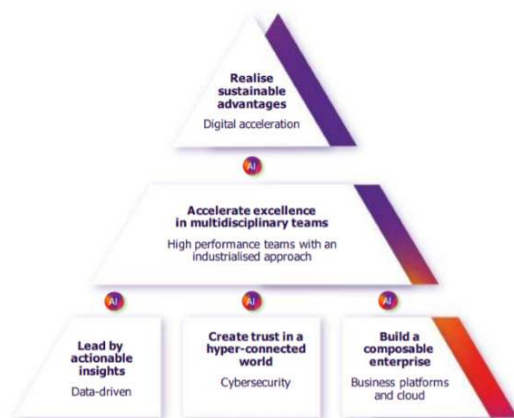 Realise
sustainable
advantages
Digital acceleration
AI
Accelerate excellence
in multidisciplinary teams
High performance teams with an
industrialised approach
AI
AI
AI
Lead by
actionable
insights
Data-driven
Create trust in a
hyper-connected
world
Cybersecurity
Build a
composable
enterprise
Business platforms
and cloud